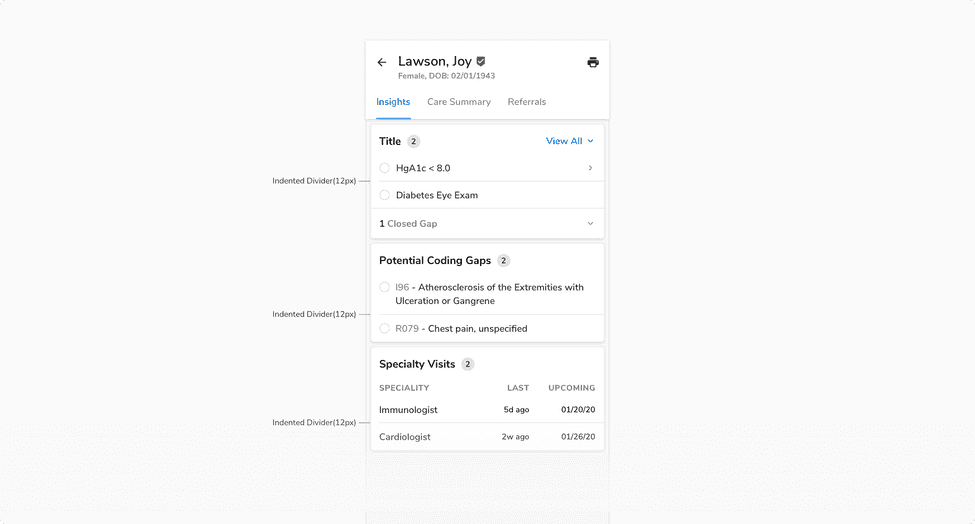 Lawson, Joy
Female, DOB: 02/01/1943
Insights Care Summary Referrals
Title 2 View All
HgA1c < 8.0
Indented Divider(12px)
Diabetes Eye Exam
1 Closed Gap
Potential Coding Gaps 2
I96 - Atherosclerosis of the Extremities with
Ulceration or Gangrene
Indented Divider(12px)
R079 - Chest pain, unspecified
Specialty Visits 2
SPECIALITY LAST UPCOMING
Immunologist 5d ago 01/20/20
Indented Divider(12px)
Cardiologist 2w ago 01/26/20